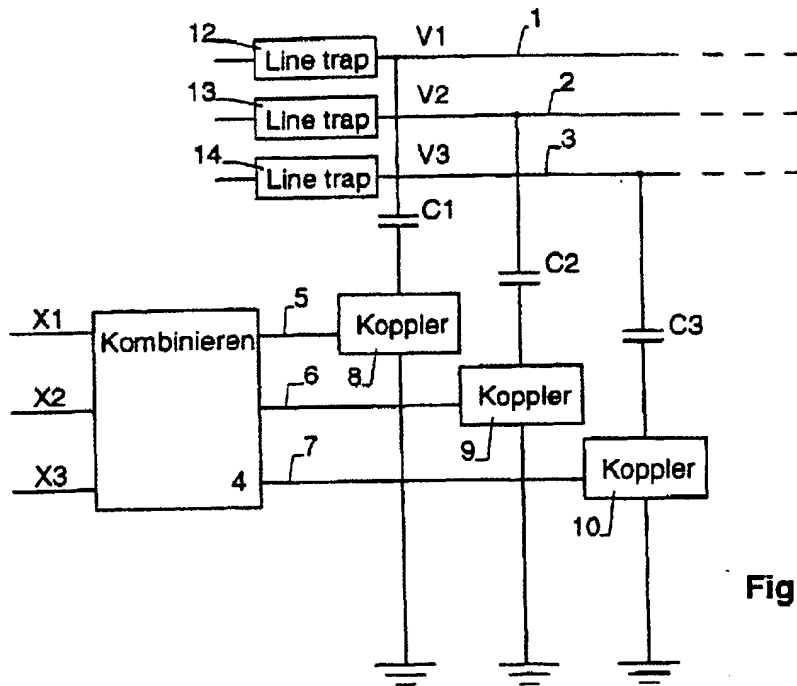 12 Line trap V1 1
13 Line trap V2 2
14 Line trap V3 3
C1
C2
C3
X1 Kombinieren 5 Koppler
8
X2 6 Koppler
9
X3 4 7 Koppler
10
Fig